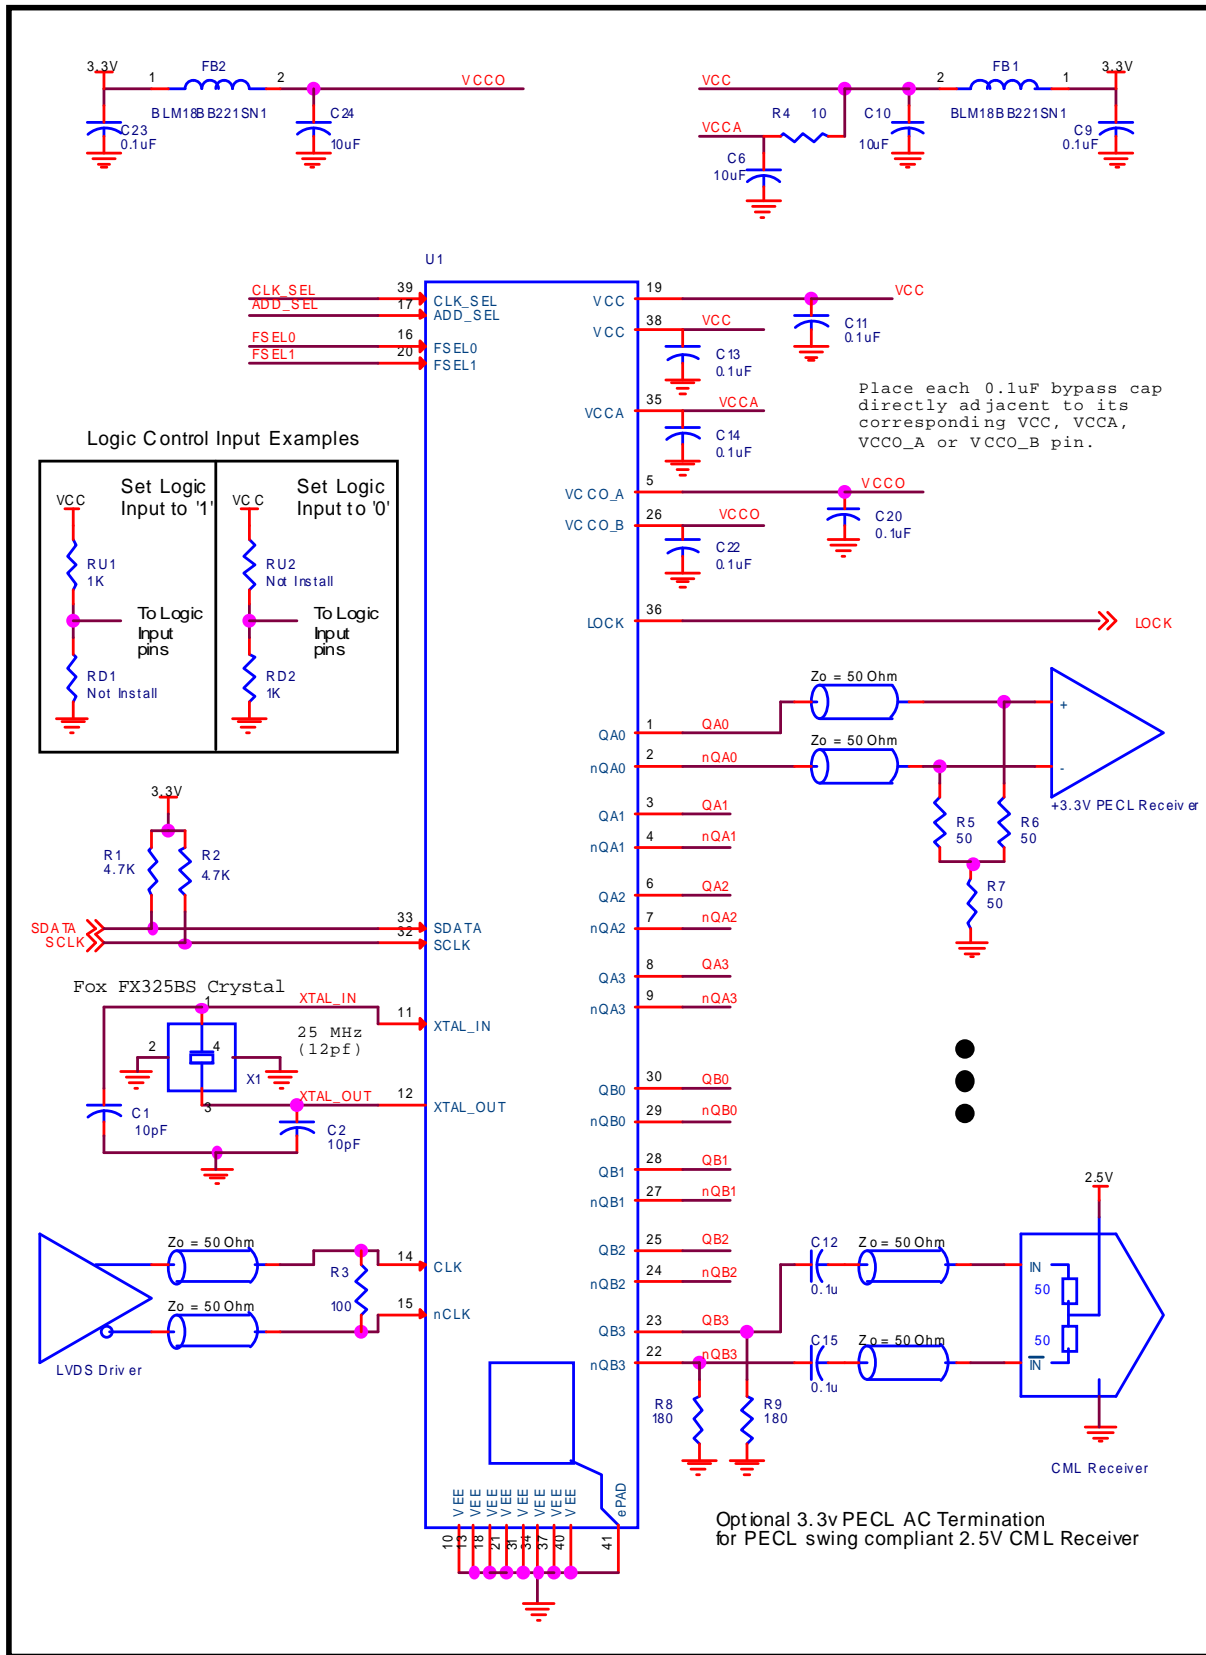 3.3V
FB2
1
2
VCCO
BLM18BB221SN1
C23
0.1uF
C24
10uF
VCC
2
FB1
1
3.3V
R4
10
C10
10uF
BLM18BB221SN1
C9
0.1uF
VCCA
C6
10uF
U1
CLK_SEL
39
CLK_SEL
ADD_SEL
17
ADD_SEL
FSEL0
16
FSEL0
FSEL1
20
FSEL1
VCC
19
VCC
C11
0.1uF
VCC
38
VCC
C13
0.1uF
VCCA
35
VCCA
C14
0.1uF
Place each 0.1uF bypass cap
directly adjacent to its
corresponding VCC, VCCA,
VCCO_A or VCCO_B pin.
VCCO_A
5
VCCO
C20
0.1uF
VCCO_B
26
VCCO
C22
0.1uF
Logic Control Input Examples
Set Logic
Input to '1'
VCC
RU1
1K
To Logic
Input
pins
RD1
Not Install
Set Logic
Input to '0'
VCC
RU2
Not Install
To Logic
Input
pins
RD2
1K
LOCK
36
LOCK
Zo = 50 Ohm
QA0
1
QA0
Zo = 50 Ohm
nQA0
2
nQA0
+
-
+3.3V PECL Receiver
R5
50
R6
50
R7
50
QA1
3
QA1
nQA1
4
nQA1
QA2
6
QA2
nQA2
7
nQA2
QA3
8
QA3
nQA3
9
nQA3
3.3V
R1
4.7K
R2
4.7K
SDATA
33
SDATA
SCLK
32
SCLK
Fox FX325BS Crystal
1
XTAL_IN
11
XTAL_IN
25 MHz
(12pf)
2
4
X1
3
XTAL_OUT
12
XTAL_OUT
C1
10pF
C2
10pF
QB0
30
QB0
nQB0
29
nQB0
QB1
28
QB1
nQB1
27
nQB1
QB2
25
QB2
nQB2
24
nQB2
QB3
23
QB3
nQB3
22
nQB3
Zo = 50 Ohm
R3
100
14
CLK
Zo = 50 Ohm
15
nCLK
LVDS Driver
2.5V
C12
0.1u
Zo = 50 Ohm
IN
50
C15
0.1u
Zo = 50 Ohm
50
IN
R8
180
R9
180
CML Receiver
VEE
VEE
VEE
VEE
VEE
VEE
VEE
ePAD
10
13
18
21
31
34
37
40
41
Optional 3.3v PECL AC Termination
for PECL swing compliant 2.5V CML Receiver